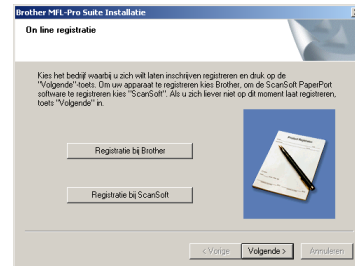 Brother MFL-Pro Suite Installatie
On line registratie
Kies het bedrijf waarbij u zich wilt laten inschrijven registreren en druk op de
"Volgende"-toets. Om uw apparaat te registreren kies Brother, om de ScanSoft PaperPort
software te registreren kies "ScanSoft". Als u zich liever niet op dit moment laat registreren,
toets "Volgende" in.
Registratie bij Brother
Registratie bij ScanSoft
< Vorige
Volgende >
Annuleren